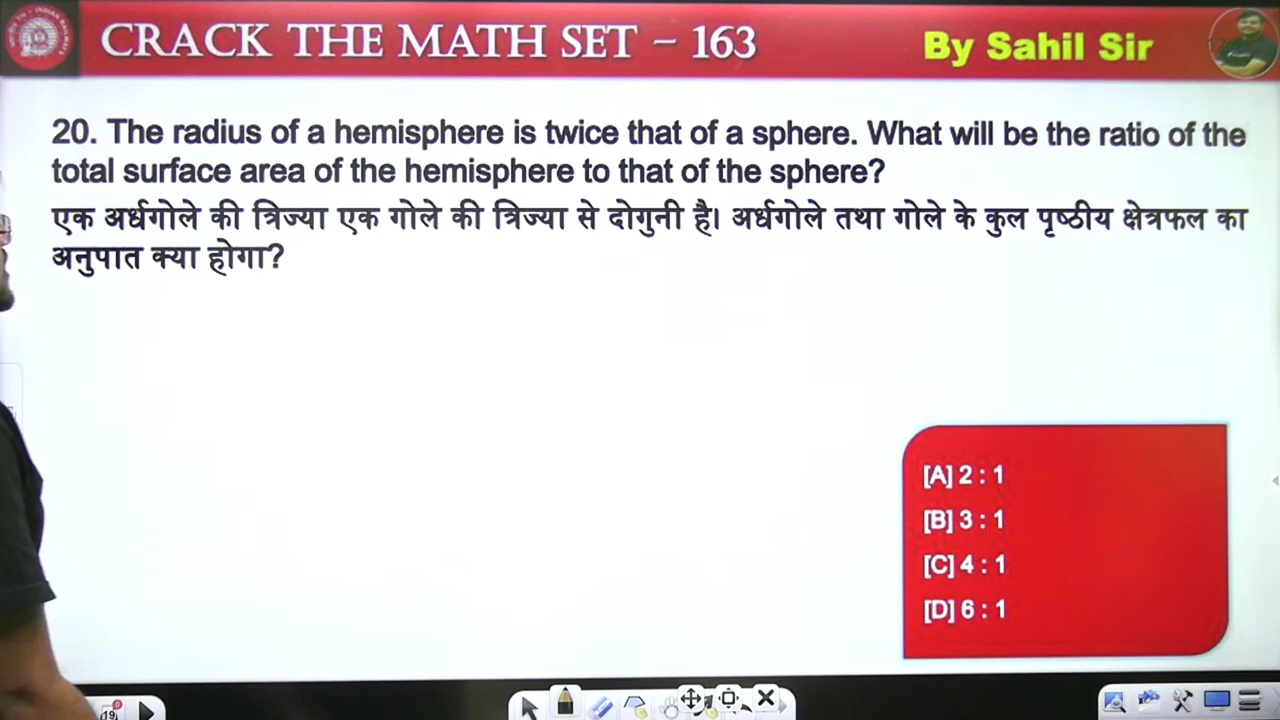 CRACK THE MATH SET – 163
By Sahil Sir
20. The radius of a hemisphere is twice that of a sphere. What will be the ratio of the
total surface area of the hemisphere to that of the sphere?
एक अर्धगोले की त्रिज्या एक गोले की त्रिज्या से दोगुनी है। अर्धगोले तथा गोले के कुल पृष्ठीय क्षेत्रफल का
अनुपात क्या होगा?
[A] 2 : 1
[B] 3 : 1
[C] 4 : 1
[D] 6 : 1
19